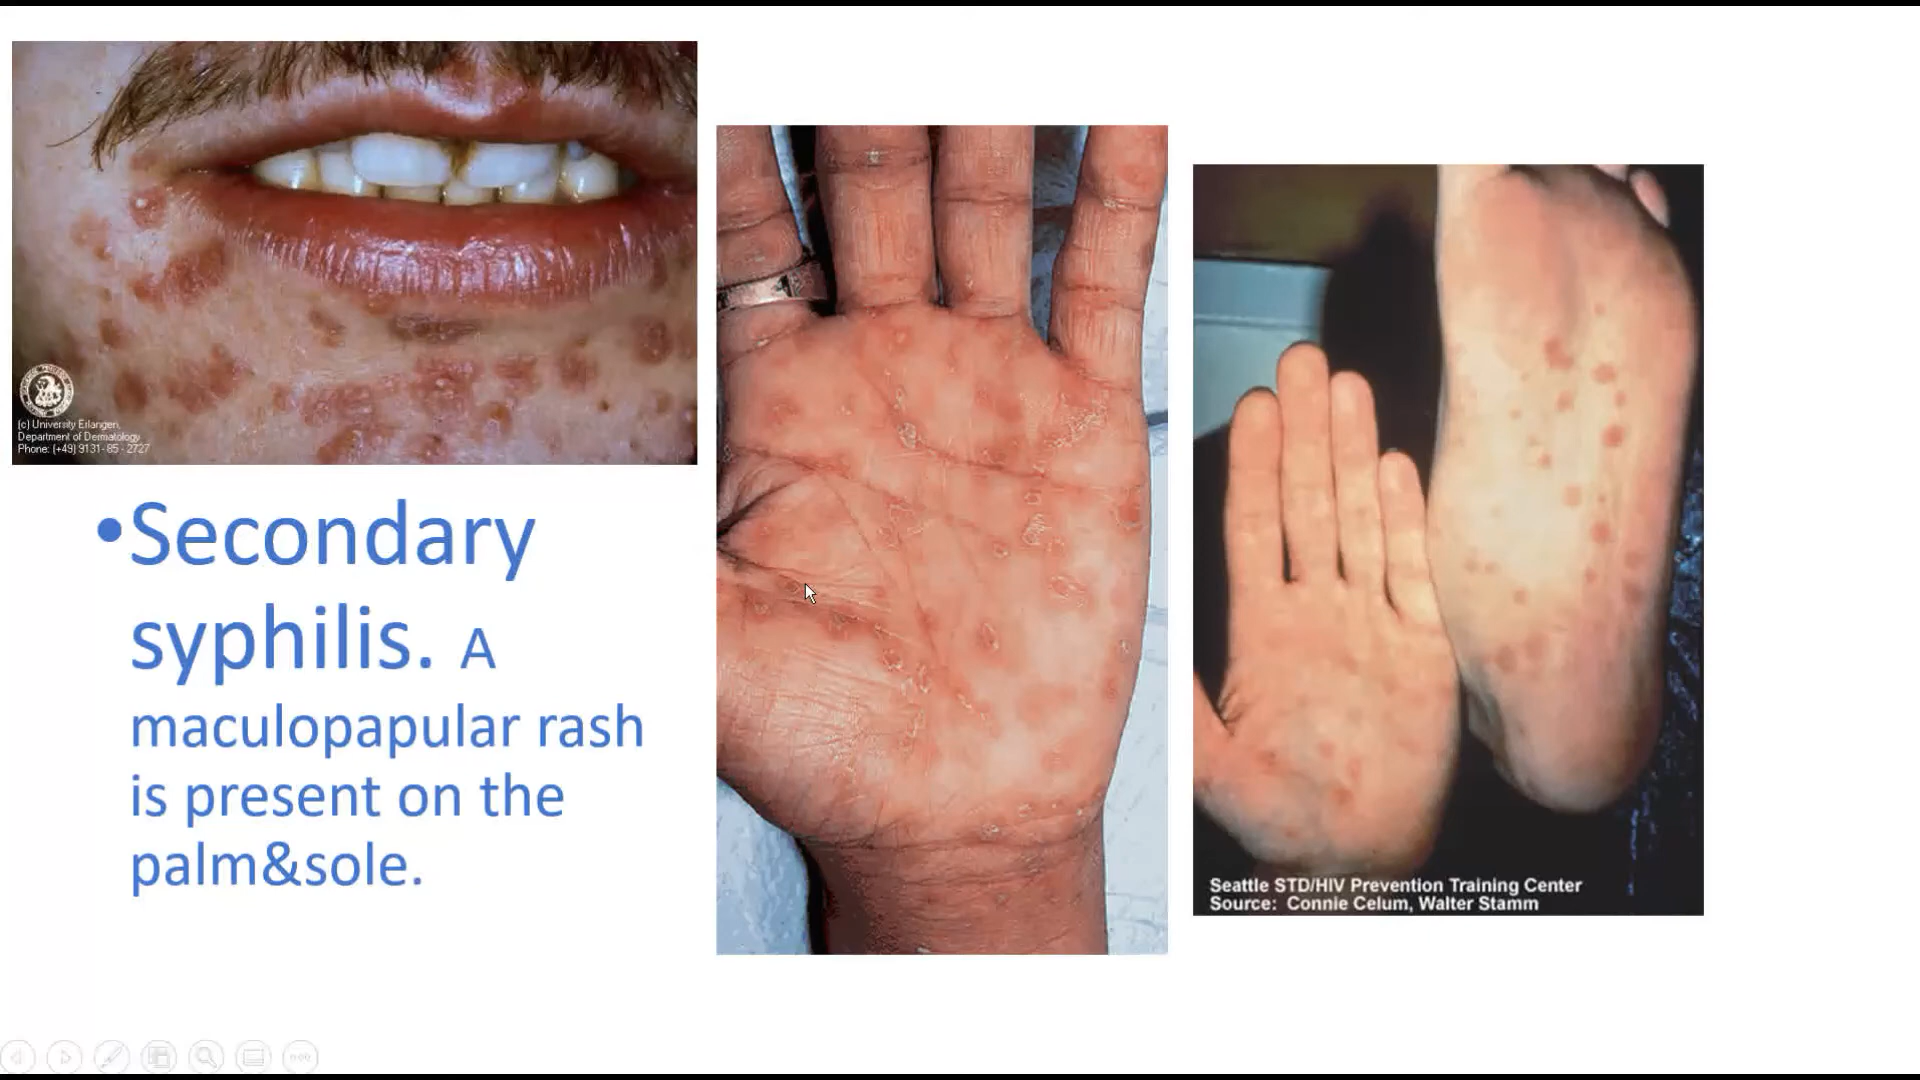 (c) University Erlangen,
Department of Dermatology
Phone: (+49) 9131- 85 - 2727
•Secondary
syphilis. A
maculopapular rash
is present on the
palm&sole.
Seattle STD/HIV Prevention Training Center
Source: Connie Celum, Walter Stamm